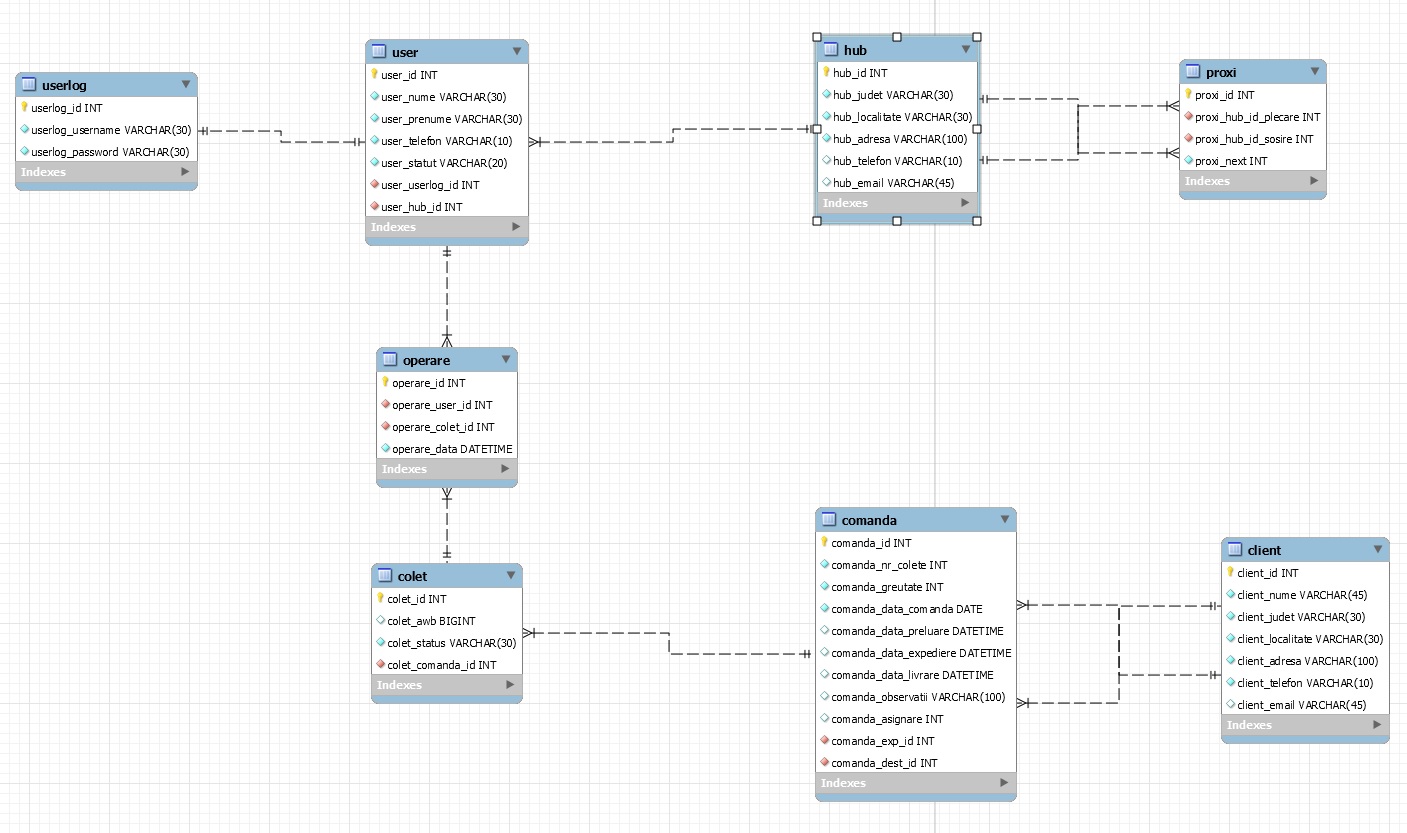 userlog
userlog_id INT
userlog_username VARCHAR(30)
userlog_password VARCHAR(30)
Indexes
user
user_id INT
user_nume VARCHAR(30)
user_prenume VARCHAR(30)
user_telefon VARCHAR(10)
user_statut VARCHAR(20)
user_userlog_id INT
user_hub_id INT
Indexes
hub
hub_id INT
hub_judet VARCHAR(30)
hub_localitate VARCHAR(30)
hub_adresa VARCHAR(100)
hub_telefon VARCHAR(10)
hub_email VARCHAR(45)
Indexes
proxi
proxi_id INT
proxi_hub_id_plecare INT
proxi_hub_id_sosire INT
proxi_next INT
Indexes
operare
operare_id INT
operare_user_id INT
operare_colet_id INT
operare_data DATETIME
Indexes
colet
colet_id INT
colet_awb BIGINT
colet_status VARCHAR(30)
colet_comanda_id INT
Indexes
comanda
comanda_id INT
comanda_nr_colete INT
comanda_greutate INT
comanda_data_comanda DATE
comanda_data_preluare DATETIME
comanda_data_expediere DATETIME
comanda_data_livrare DATETIME
comanda_observatii VARCHAR(100)
comanda_asignare INT
comanda_exp_id INT
comanda_dest_id INT
Indexes
client
client_id INT
client_nume VARCHAR(45)
client_judet VARCHAR(30)
client_localitate VARCHAR(30)
client_adresa VARCHAR(100)
client_telefon VARCHAR(10)
client_email VARCHAR(45)
Indexes